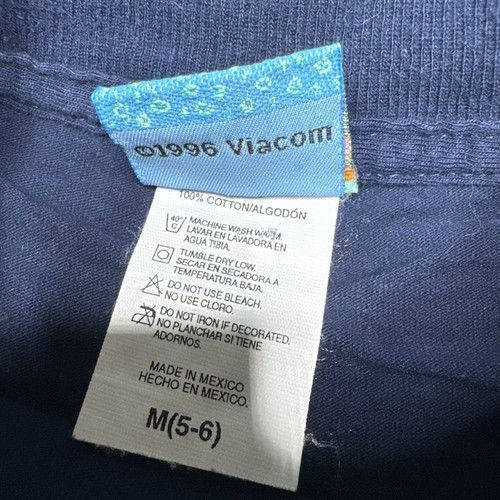 ©1996 Viacom
100% COTTON/ALGODÓN
40°
C
MACHINE WASH WARM.
LAVAR EN LAVADORA EN
AGUA TIBIA.
TUMBLE DRY LOW.
SECAR EN SECADORA A
TEMPERATURA BAJA.
DO NOT USE BLEACH.
NO USE CLORO.
DO NOT IRON IF DECORATED.
NO PLANCHAR SI TIENE
ADORNOS.
MADE IN MEXICO
HECHO EN MEXICO.
M(5-6)